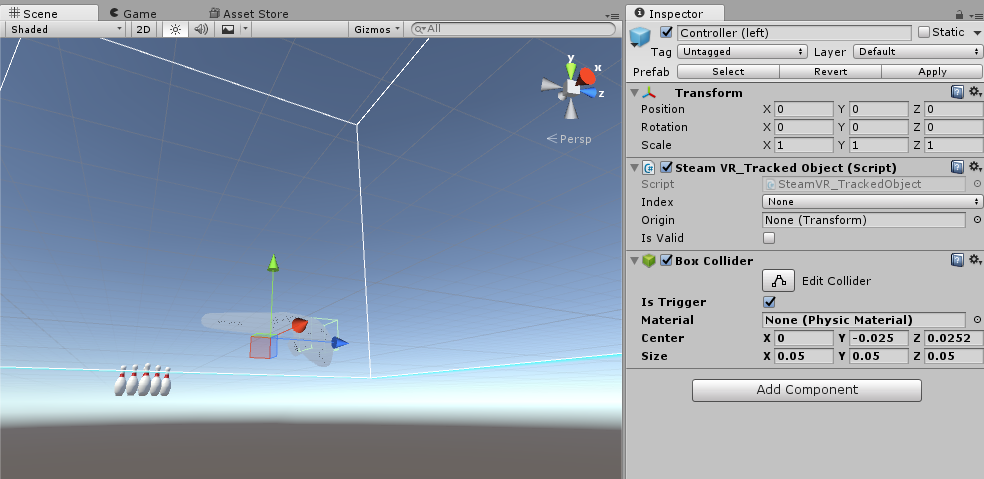 Scene Game Asset Store
Shaded 2D Gizmos All
y
x
z
Persp
Inspector
Controller (left) Static
Tag Untagged Layer Default
Prefab Select Revert Apply
Transform
Position X 0 Y 0 Z 0
Rotation X 0 Y 0 Z 0
Scale X 1 Y 1 Z 1
Steam VR_Tracked Object (Script)
Script SteamVR_TrackedObject
Index None
Origin None (Transform)
Is Valid
Box Collider
Edit Collider
Is Trigger
Material None (Physic Material)
Center X 0 Y -0.025 Z 0.0252
Size X 0.05 Y 0.05 Z 0.05
Add Component